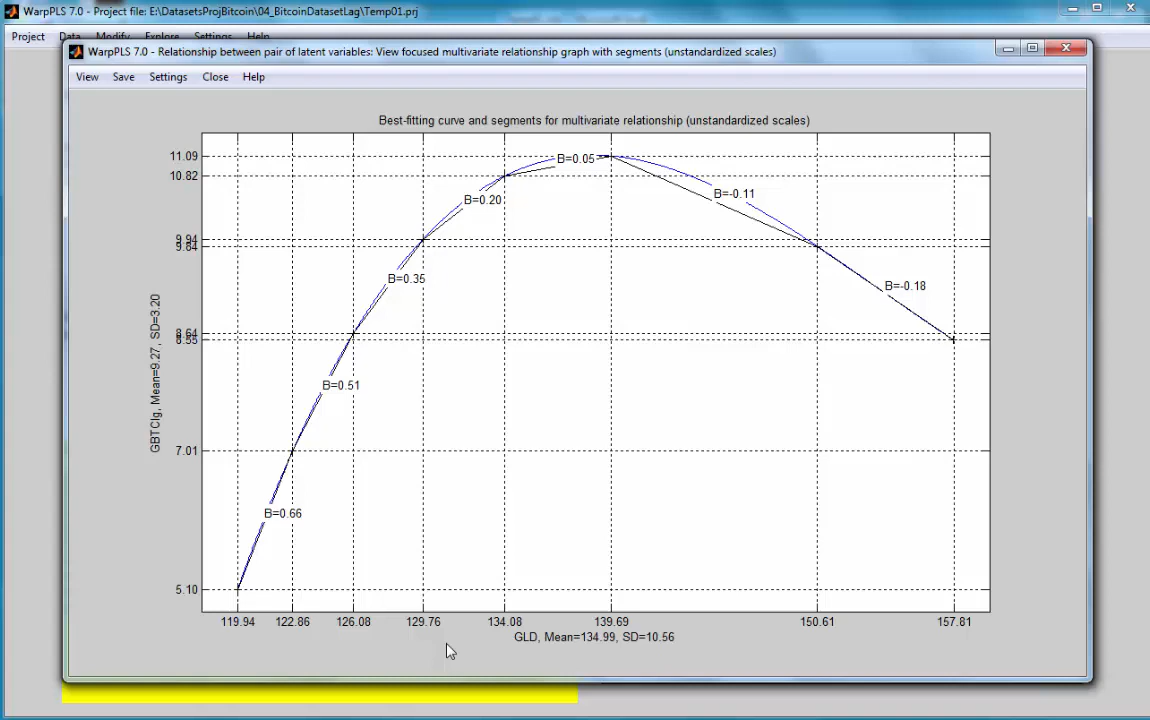 WarpPLS 7.0 - Project file: E:\DatasetsProjBitcoin\04_BitcoinDatasetLag\Temp01.prj
Project Data Modify Explore Settings Help
WarpPLS 7.0 - Relationship between pair of latent variables: View focused multivariate relationship graph with segments (unstandardized scales)
View Save Settings Close Help
Best-fitting curve and segments for multivariate relationship (unstandardized scales)
11.09
10.82
9.94
9.84
8.64
8.55
7.01
5.10
GBTClg, Mean=9.27, SD=3.20
B=0.05
B=-0.11
B=0.20
B=0.35
B=-0.18
B=0.51
B=0.66
119.94 122.86 126.08 129.76 134.08 139.69 150.61 157.81
GLD, Mean=134.99, SD=10.56